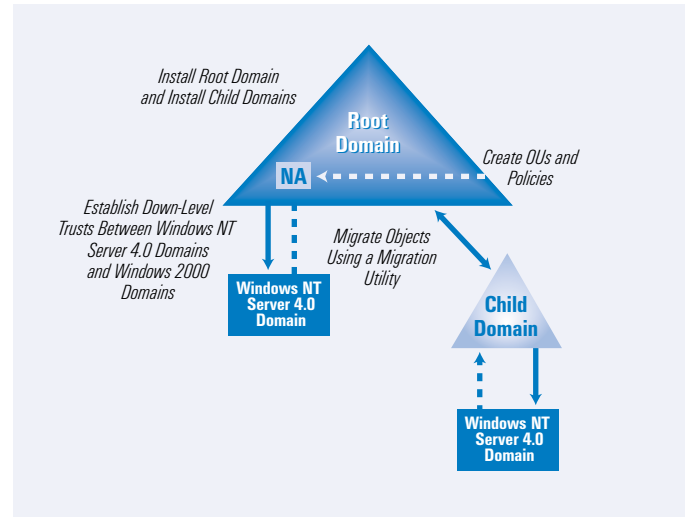 Install Root Domain
and Install Child Domains
Root
Domain
NA
Create OUs and
Policies
Establish Down-Level
Trusts Between Windows NT
Server 4.0 Domains
and Windows 2000
Domains
Migrate Objects
Using a Migration
Utility
Windows NT
Server 4.0
Domain
Child
Domain
Windows NT
Server 4.0
Domain